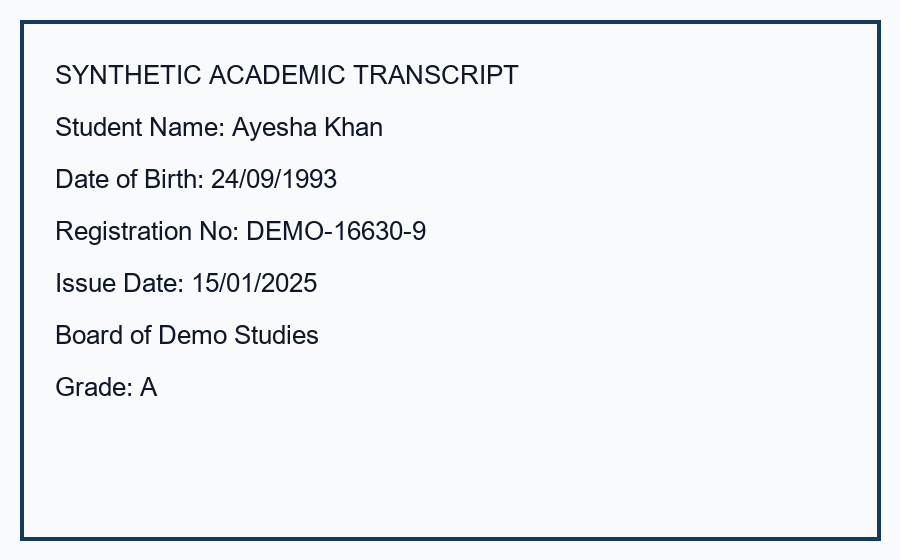 SYNTHETIC ACADEMIC TRANSCRIPT
Student Name: Ayesha Khan
Date of Birth: 24/09/1993
Registration No: DEMO-16630-9
Issue Date: 15/01/2025
Board of Demo Studies
Grade: A